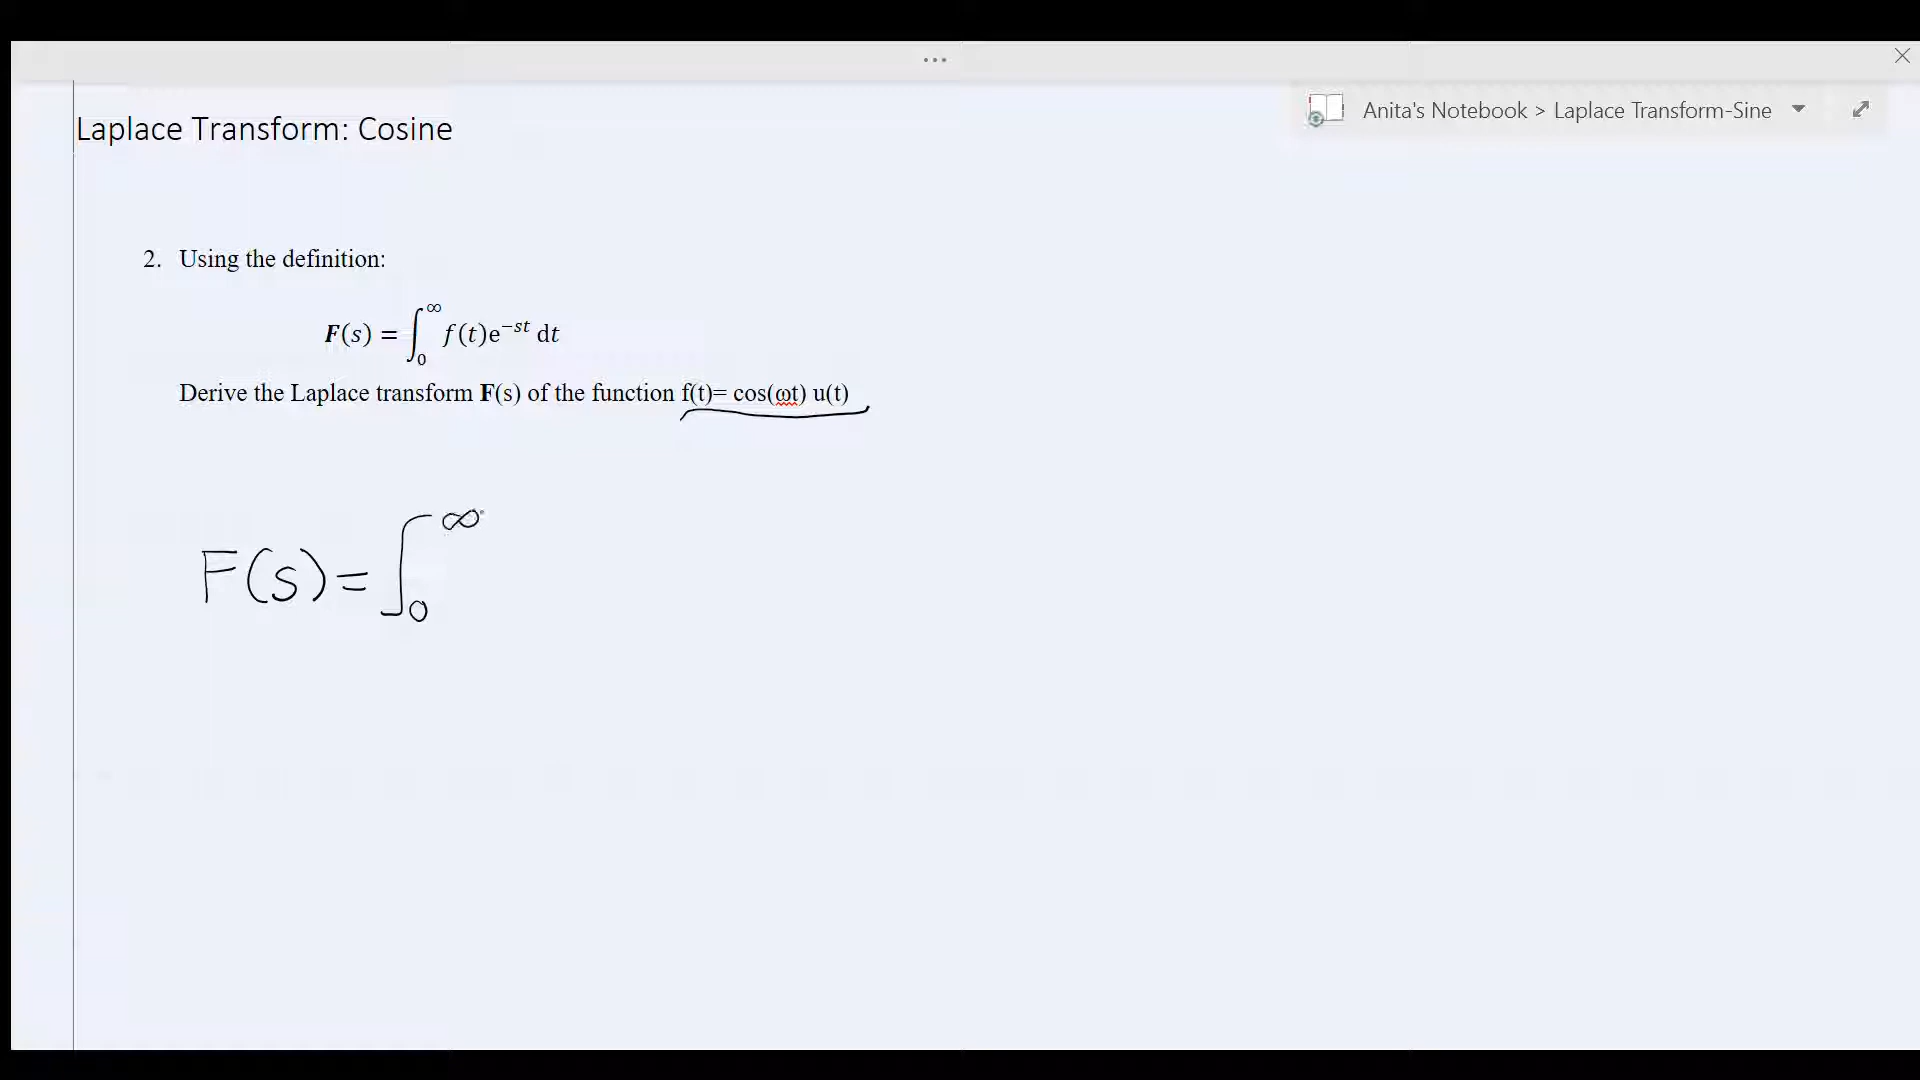 Anita's Notebook > Laplace Transform-Sine
Laplace Transform: Cosine
2. Using the definition:
F(s) = ∫₀^∞ f(t)e^{-st} dt
Derive the Laplace transform F(s) of the function f(t)= cos(ωt) u(t)
F(s) = ∫₀^∞